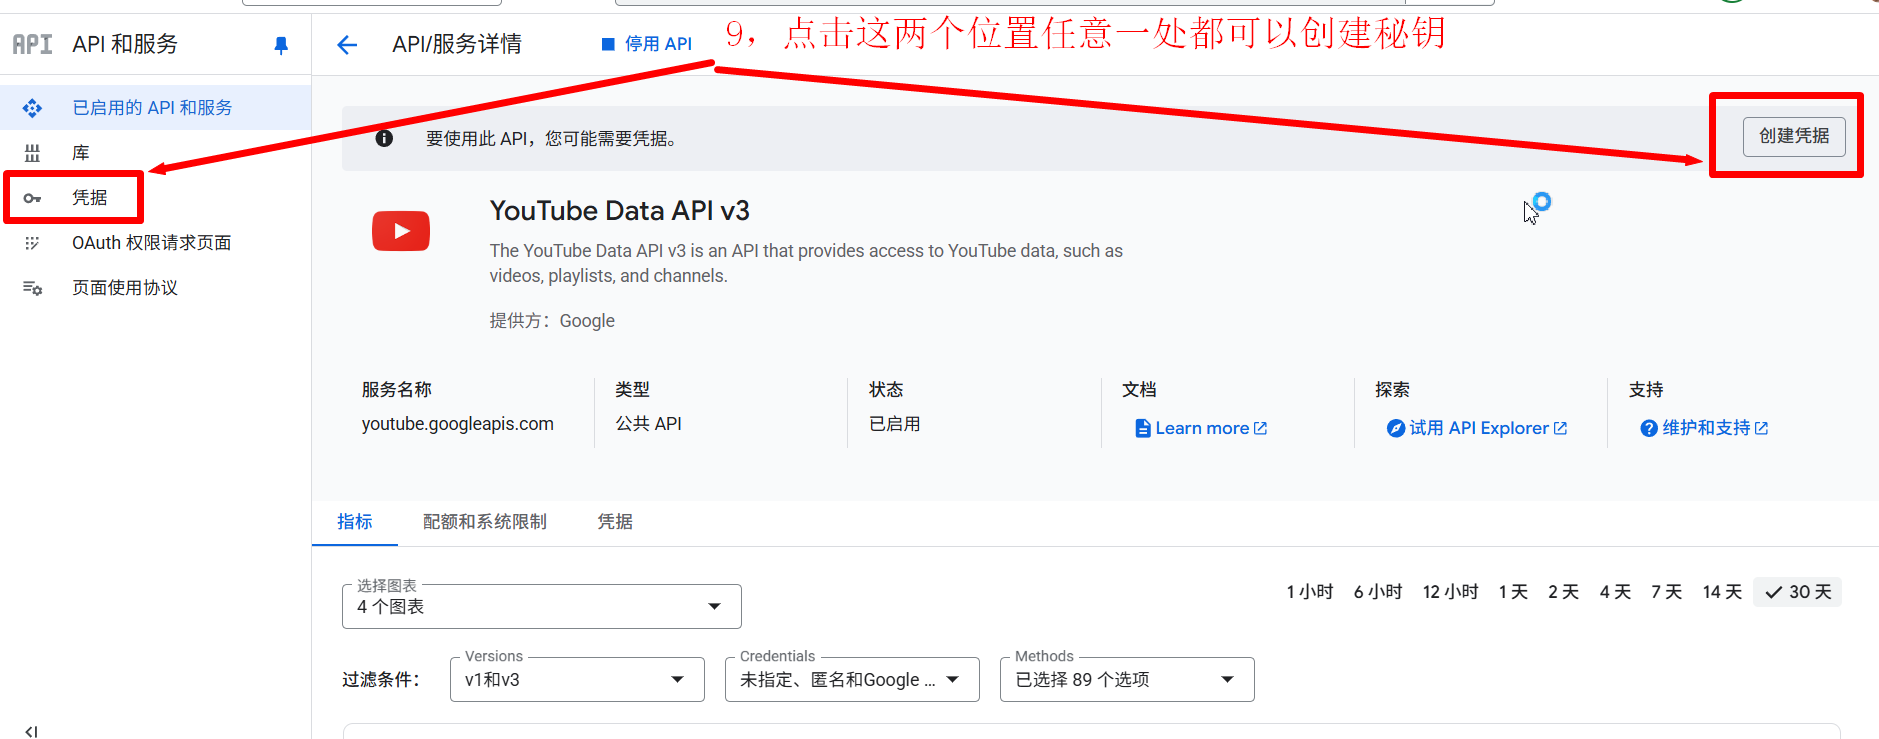 API API 和服务
API/服务详情
停用 API
9，点击这两个位置任意一处都可以创建秘钥
已启用的 API 和服务
库
凭据
OAuth 权限请求页面
页面使用协议
要使用此 API，您可能需要凭据。
创建凭据
YouTube Data API v3
The YouTube Data API v3 is an API that provides access to YouTube data, such as
videos, playlists, and channels.
提供方：Google
服务名称
youtube.googleapis.com
类型
公共 API
状态
已启用
文档
Learn more
探索
试用 API Explorer
支持
维护和支持
指标 配额和系统限制 凭据
选择图表
4 个图表
1 小时 6 小时 12 小时 1 天 2 天 4 天 7 天 14 天 30 天
过滤条件：
Versions
v1和v3
Credentials
未指定、匿名和Google ...
Methods
已选择 89 个选项